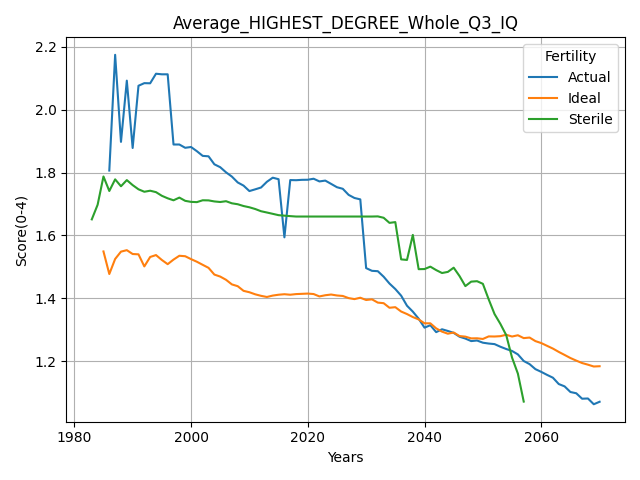 Average_HIGHEST_DEGREE_Whole_Q3_IQ
2.2
2.0
1.8
1.6
1.4
1.2
Score(0-4)
Fertility
Actual
Ideal
Sterile
1980
2000
2020
2040
2060
Years